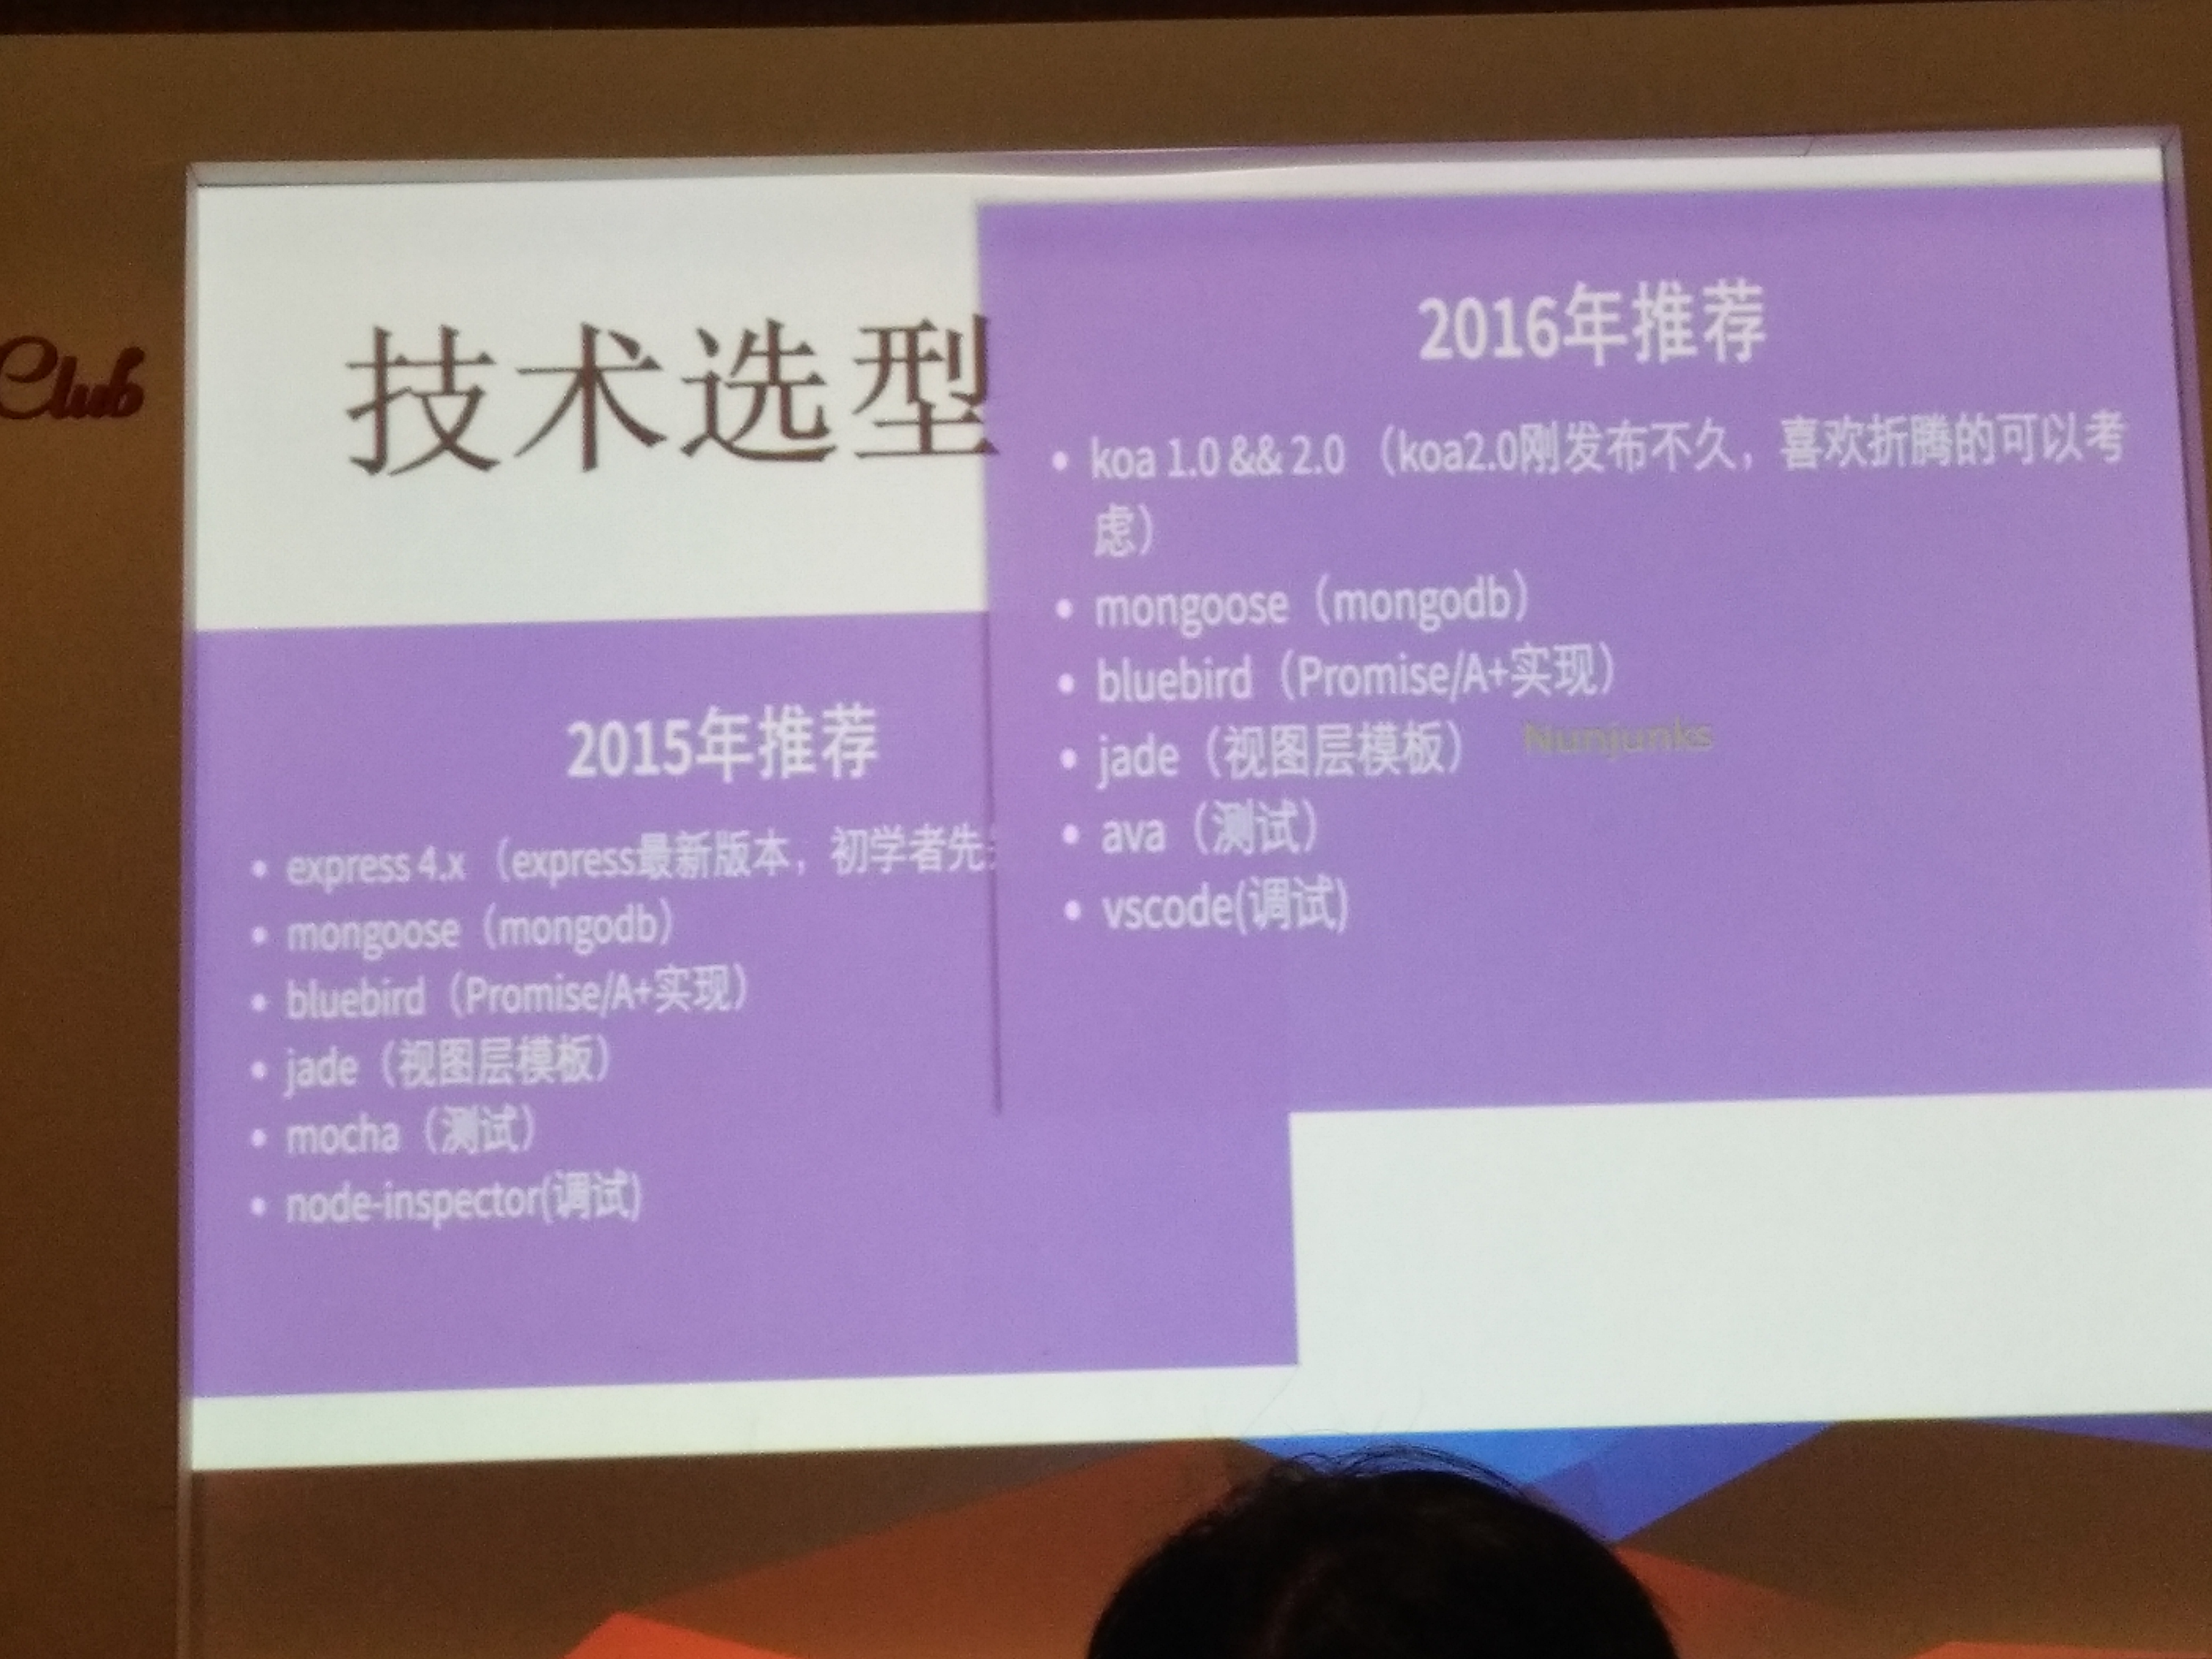 Club
技术选型
2015年推荐
• express 4.x（express最新版本，初学者先
• mongoose（mongodb）
• bluebird（Promise/A+实现）
• jade（视图层模板）
• mocha（测试）
• node-inspector(调试)
2016年推荐
• koa 1.0 && 2.0 （koa2.0刚发布不久，喜欢折腾的可以考
虑）
• mongoose（mongodb）
• bluebird（Promise/A+实现）
• jade（视图层模板） Nunjunks
• ava（测试）
• vscode(调试)